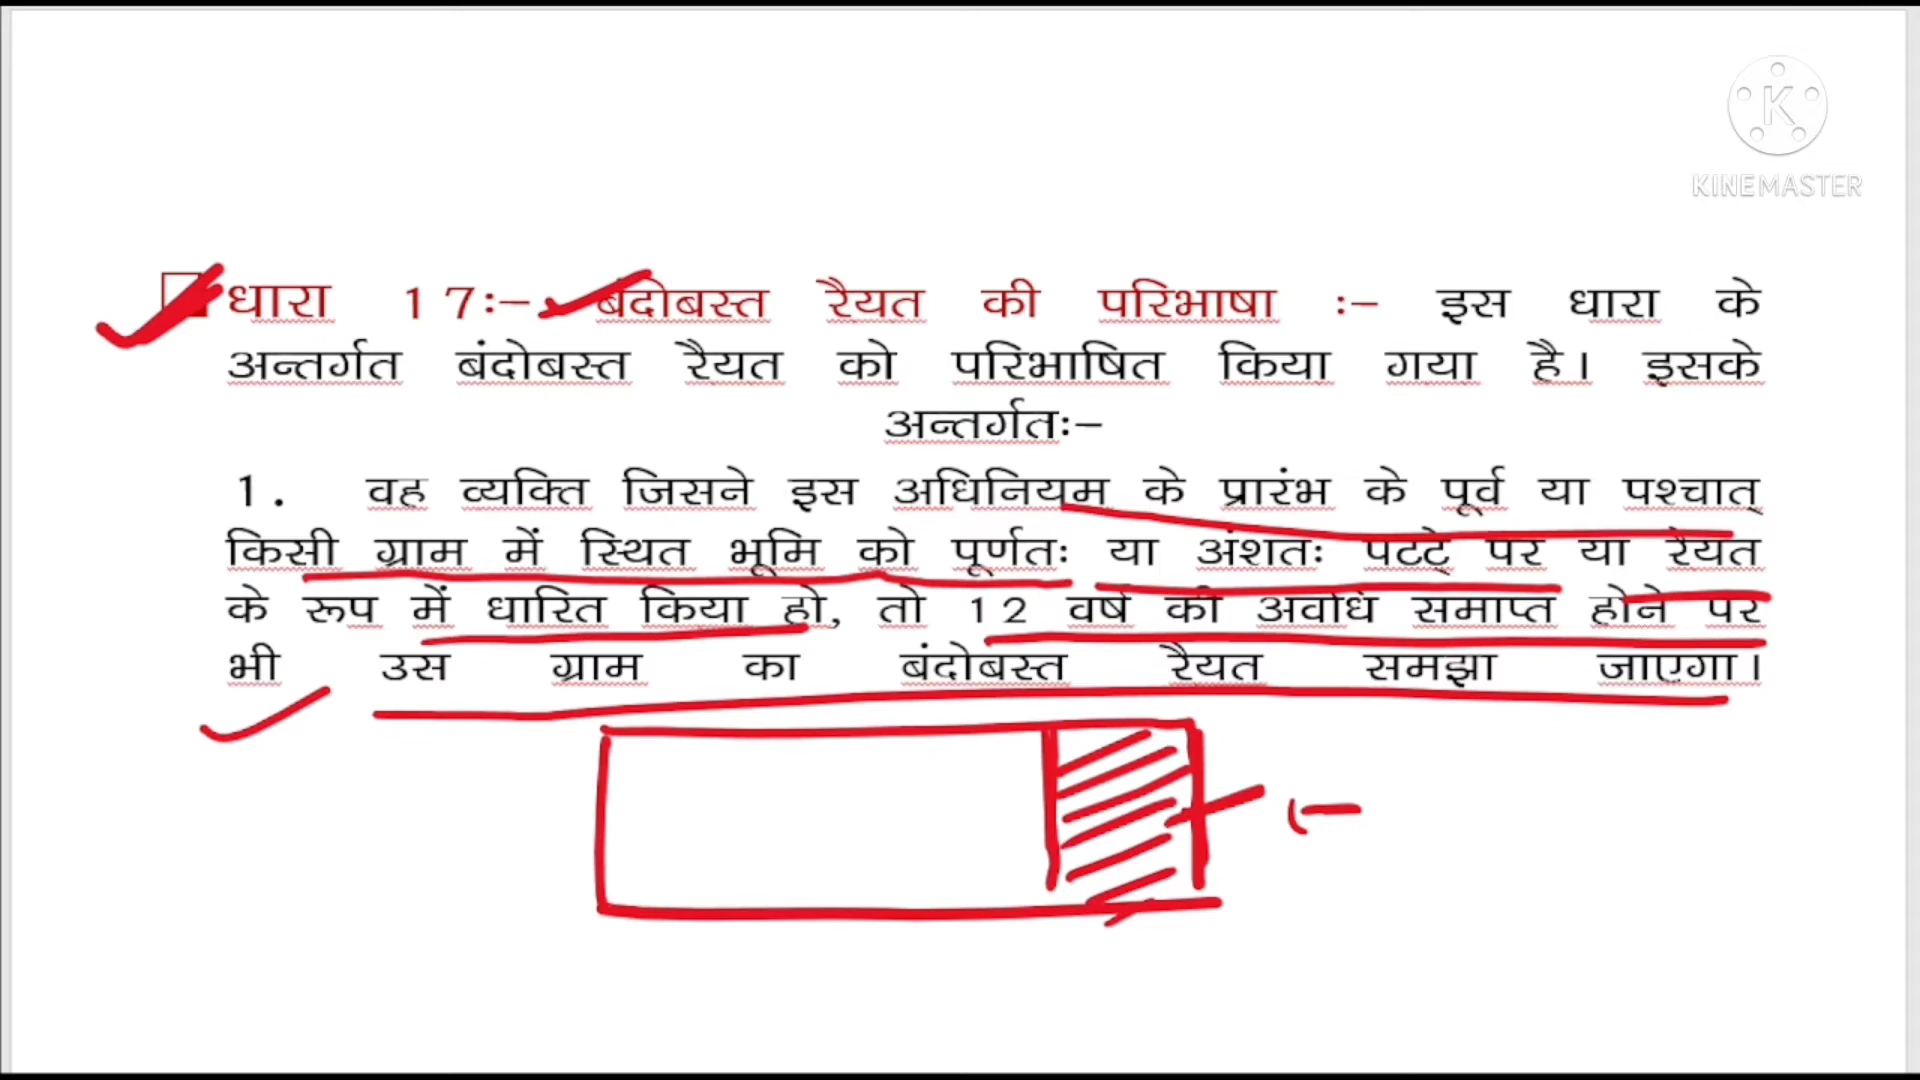 K
KINEMASTER
धारा 17ः– बंदोबस्त रैयत की परिभाषा ः– इस धारा के
अन्तर्गत बंदोबस्त रैयत को परिभाषित किया गया है। इसके
अन्तर्गतः–
1. वह व्यक्ति जिसने इस अधिनियम के प्रारंभ के पूर्व या पश्चात्
किसी ग्राम में स्थित भूमि को पूर्णतः या अंशतः पटटे् पर या रैयत
के रूप में धारित किया हो, तो 12 वर्ष की अवधि समाप्त होने पर
भी उस ग्राम का बंदोबस्त रैयत समझा जाएगा।